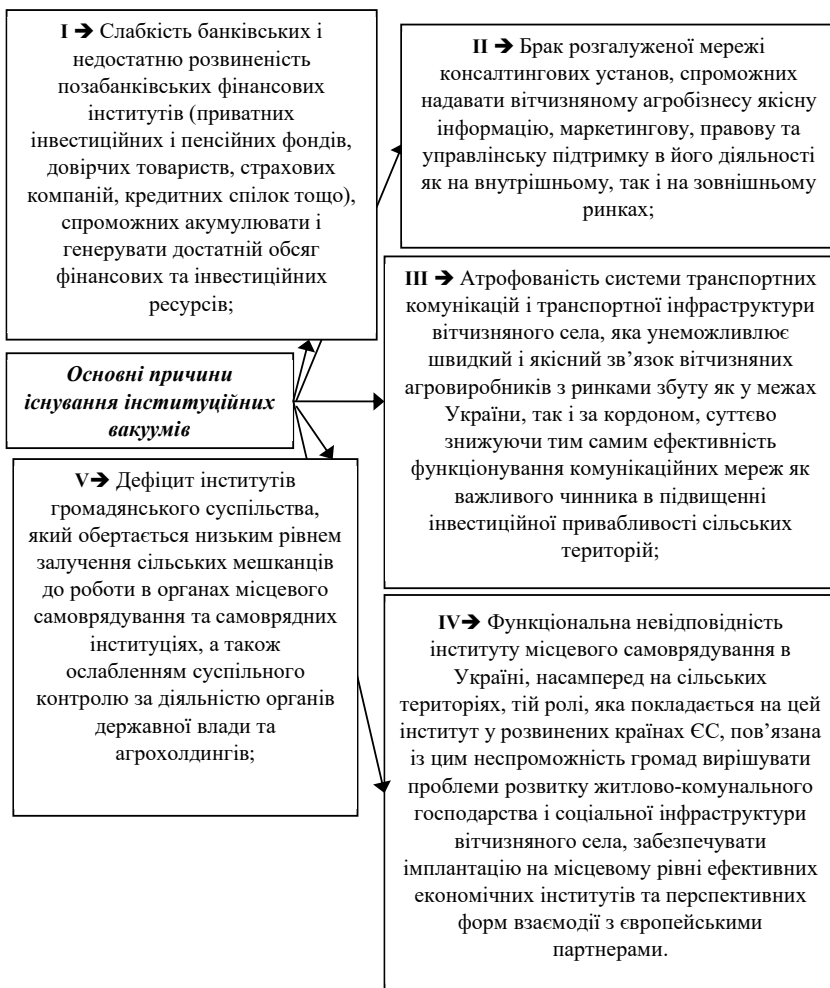 I ➔ Слабкість банківських і
недостатню розвиненість
позабанківських фінансових
інститутів (приватних
інвестиційних і пенсійних фондів,
довірчих товариств, страхових
компаній, кредитних спілок тощо),
спроможних акумулювати і
генерувати достатній обсяг
фінансових та інвестиційних
ресурсів;
II ➔ Брак розгалуженої мережі
консалтингових установ, спроможних
надавати вітчизняному агробізнесу якісну
інформацію, маркетингову, правову та
управлінську підтримку в його діяльності
як на внутрішньому, так і на зовнішньому
ринках;
III ➔ Атрофованість системи транспортних
комунікацій і транспортної інфраструктури
вітчизняного села, яка унеможливлює
швидкий і якісний зв’язок вітчизняних
агровиробників з ринками збуту як у межах
України, так і за кордоном, суттєво
знижуючи тим самим ефективність
функціонування комунікаційних мереж як
важливого чинника в підвищенні
інвестиційної привабливості сільських
територій;
Основні причини
існування інституційних
вакуумів
V➔ Дефіцит інститутів
громадянського суспільства,
який обертається низьким рівнем
залучення сільських мешканців
до роботи в органах місцевого
самоврядування та самоврядних
інституціях, а також
ослабленням суспільного
контролю за діяльністю органів
державної влади та
агрохолдингів;
IV➔ Функціональна невідповідність
інституту місцевого самоврядування в
Україні, насамперед на сільських
територіях, тій ролі, яка покладається на цей
інститут у розвинених країнах ЄС, пов’язана
із цим неспроможність громад вирішувати
проблеми розвитку житлово-комунального
господарства і соціальної інфраструктури
вітчизняного села, забезпечувати
імплантацію на місцевому рівні ефективних
економічних інститутів та перспективних
форм взаємодії з європейськими
партнерами.